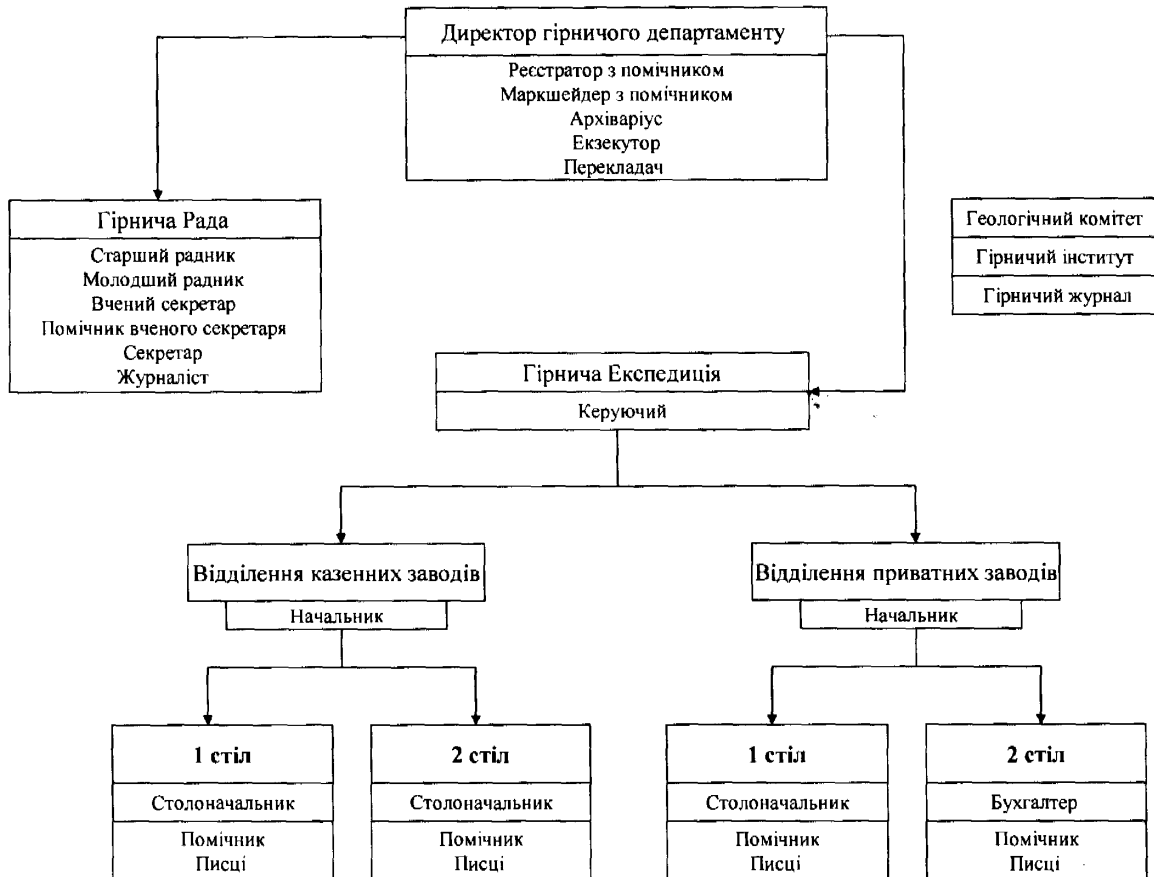 Директор гірничого департаменту
Реєстратор з помічником
Маркшейдер з помічником
Архіваріус
Екзекутор
Перекладач
Гірнича Рада
Старший радник
Молодший радник
Вчений секретар
Помічник вченого секретаря
Секретар
Журналіст
Геологічний комітет
Гірничий інститут
Гірничий журнал
Гірнича Експедиція
Керуючий
Відділення казенних заводів
Начальник
Відділення приватних заводів
Начальник
1 стіл
Столоначальник
Помічник
Писці
2 стіл
Столоначальник
Помічник
Писці
1 стіл
Столоначальник
Помічник
Писці
2 стіл
Бухгалтер
Помічник
Писці